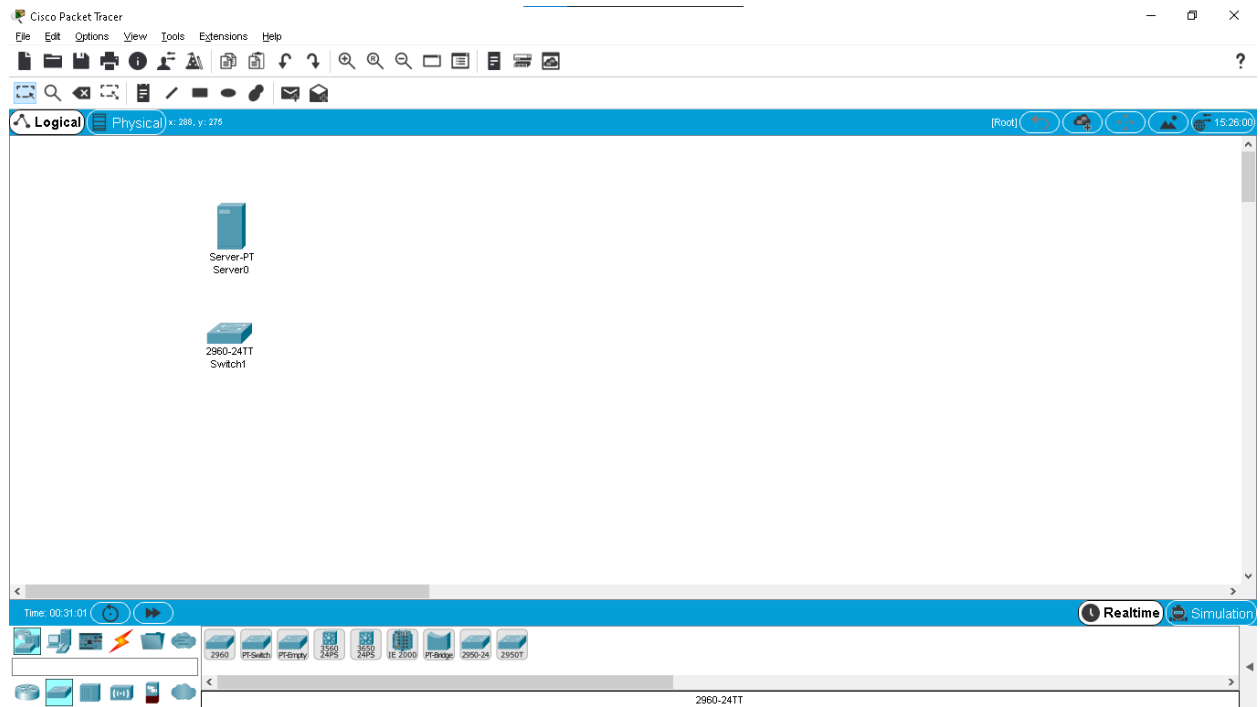 Cisco Packet Tracer
File Edit Options View Tools Extensions Help
?
Logical Physical x: 288, y: 275 [Root] 15:26:00
Server-PT
Server0
2960-24TT
Switch1
Time: 00:31:01 Realtime Simulation
2960 PT-Switch PT-Empty 3560 24PS 3650 24PS IE 2000 PT-Bridge 2950-24 2950T
2960-24TT